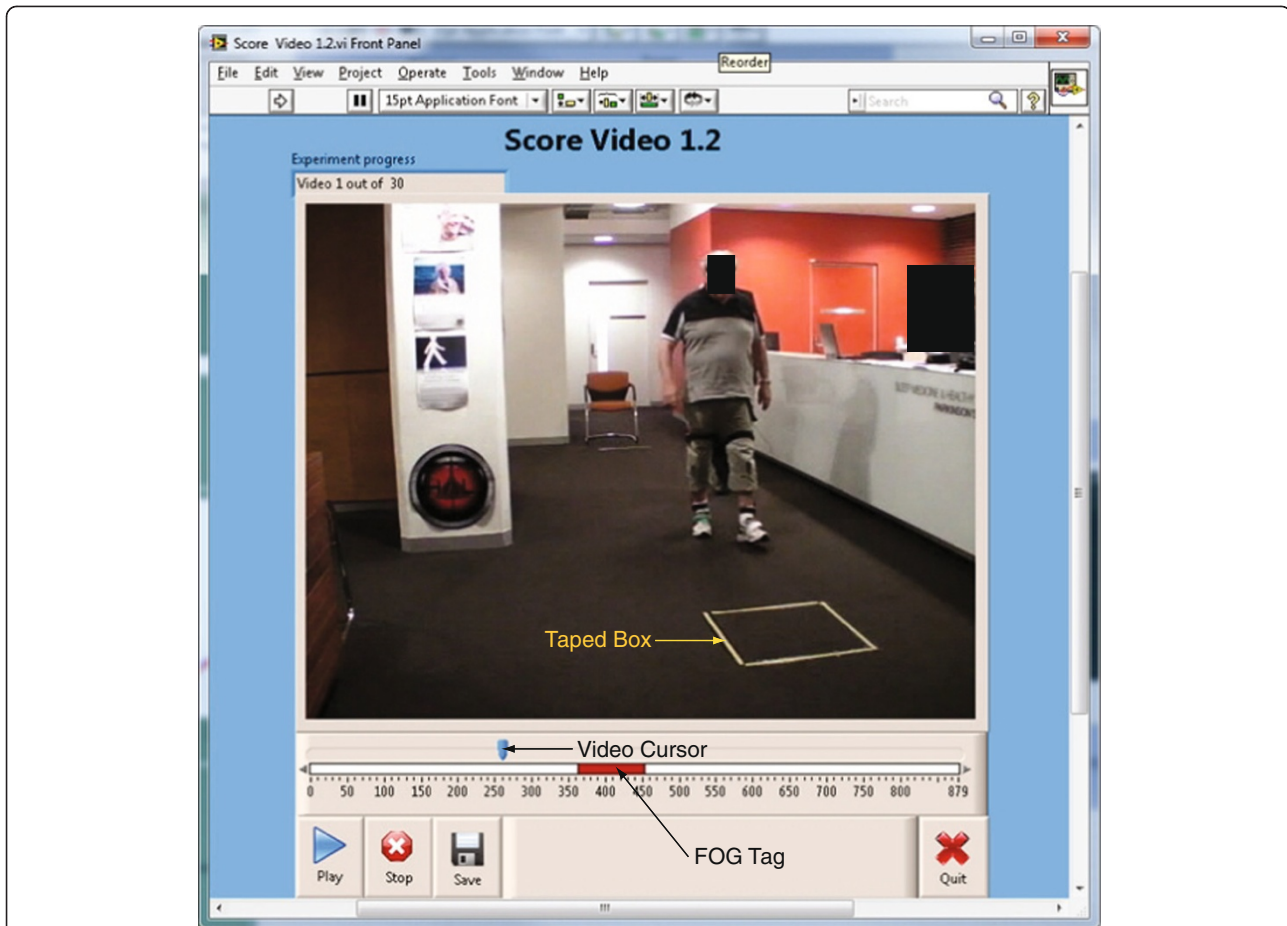 Score Video 1.2.vi Front Panel
Reorder
File Edit View Project Operate Tools Window Help
15pt Application Font
Search
Score Video 1.2
Experiment progress
Video 1 out of 30
PARKINSON'S
Taped Box
Video Cursor
0 50 100 150 200 250 300 350 400 450 500 550 600 650 700 750 800 879
FOG Tag
Play Stop Save Quit